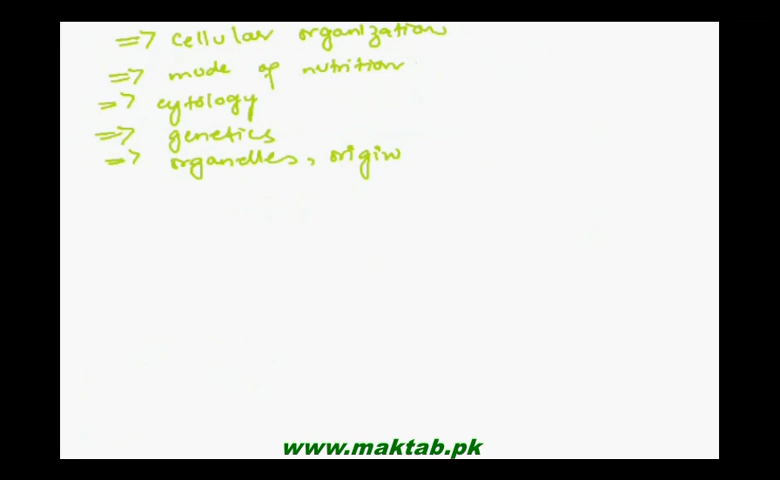 => cellular organization
=> mode of nutrition
=> cytology
=> genetics
=> organelles, origin
www.maktab.pk